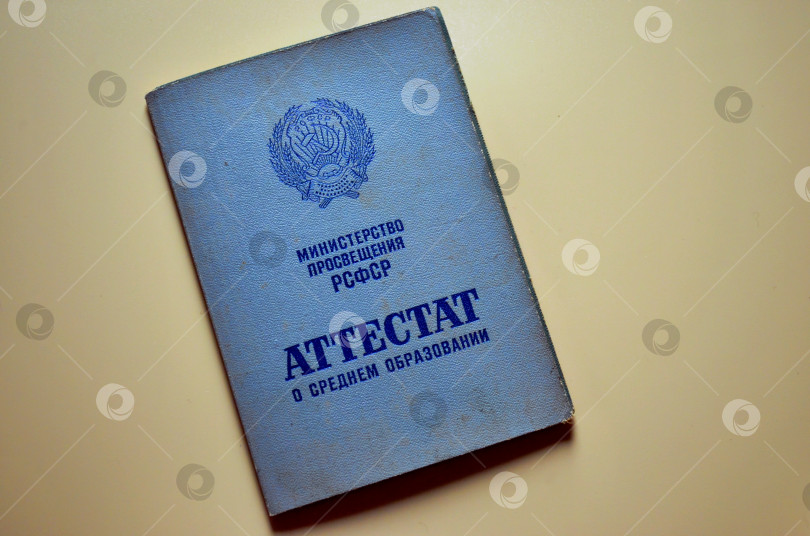 МИНИСТЕРСТВО
ПРОСВЕЩЕНИЯ
РСФСР
АТТЕСТАТ
О СРЕДНЕМ ОБРАЗОВАНИИ